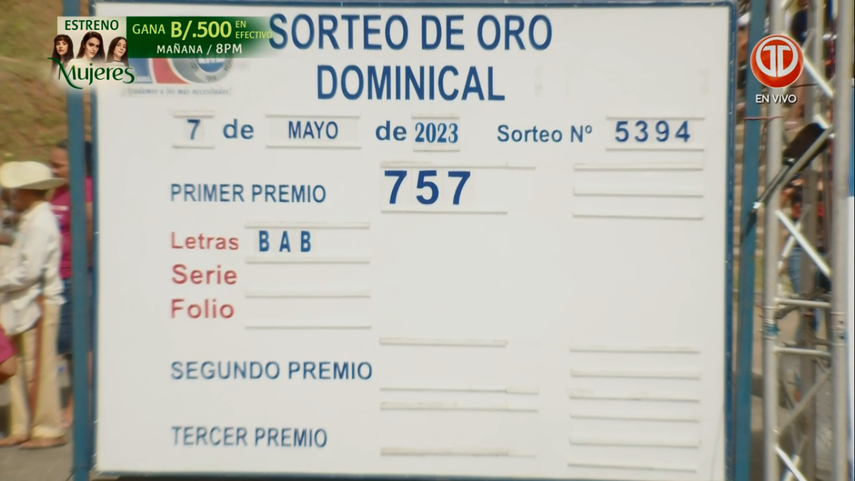 ESTRENO
GANA B/.500 EN EFECTIVO
MAÑANA / 8PM
Mujeres
EN VIVO
SORTEO DE ORO
DOMINICAL
7 de MAYO de 2023 Sorteo Nº 5394
PRIMER PREMIO 757
Letras BAB
Serie
Folio
SEGUNDO PREMIO
TERCER PREMIO